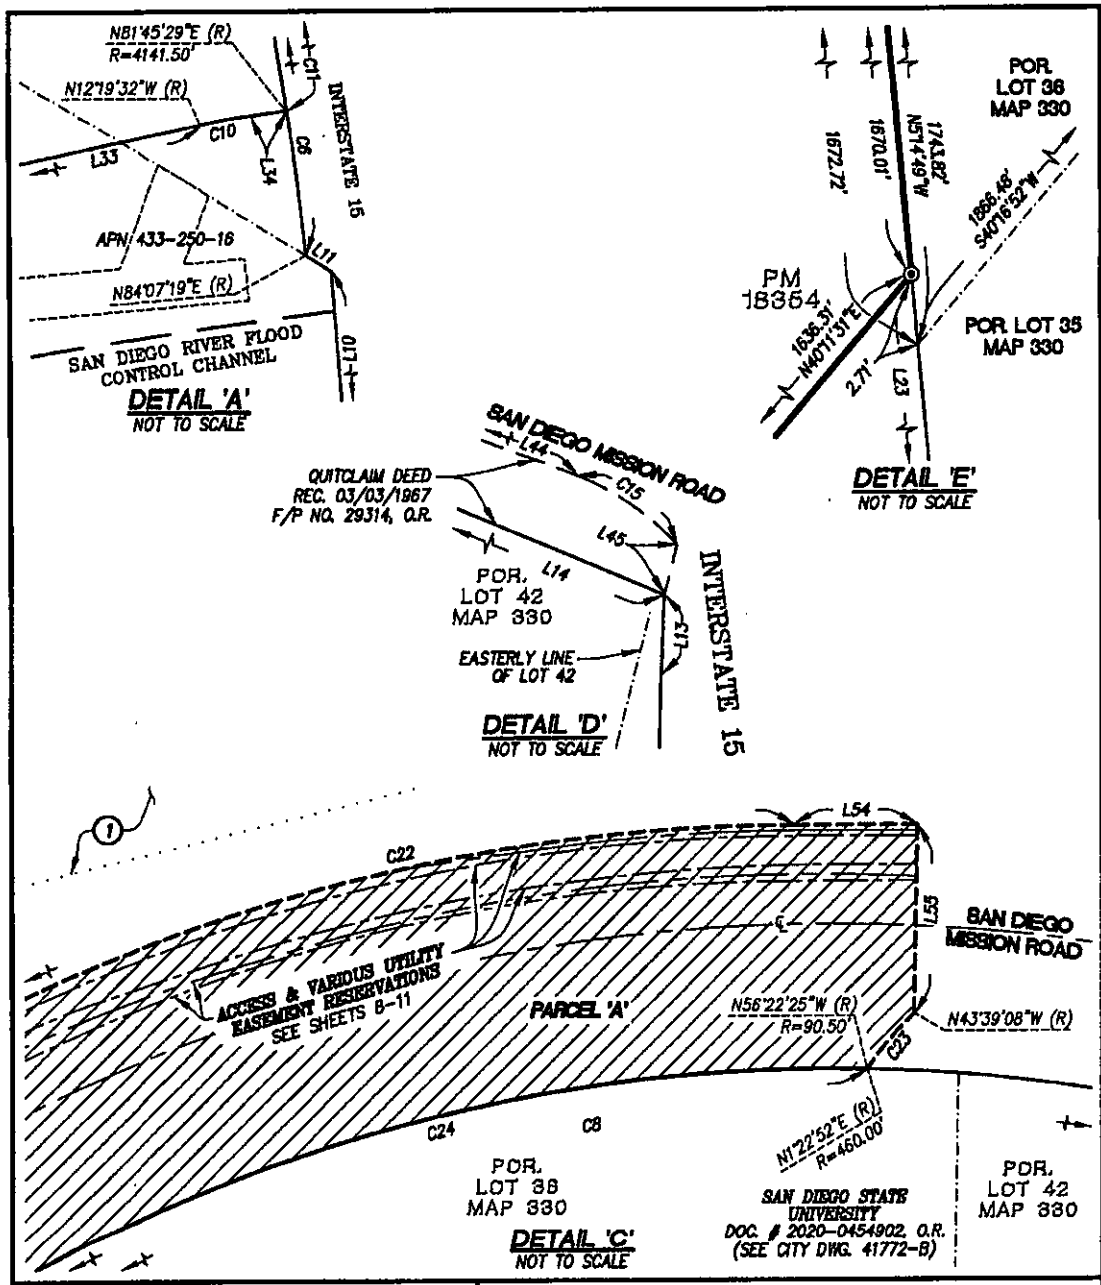 N81°45'29"E (R)
R=4141.50'
N12°19'32"W (R)
C11
INTERSTATE 15
C10
C6
L33
L34
APN 433-250-16
L11
N84°07'19"E (R)
L10
SAN DIEGO RIVER FLOOD
CONTROL CHANNEL
DETAIL 'A'
NOT TO SCALE
1672.72'
1670.01'
1743.82'
N5°14'49"W
POR.
LOT 36
MAP 330
1866.48'
S40°16'52"W
PM
18354
1636.31'
N40°11'31"E
2.71'
L23
POR. LOT 35
MAP 330
DETAIL 'E'
NOT TO SCALE
SAN DIEGO MISSION ROAD
L44
C15
QUITCLAIM DEED
REC. 03/03/1967
F/P NO. 29314, O.R.
L45
L14
POR.
LOT 42
MAP 330
L13
INTERSTATE 15
EASTERLY LINE
OF LOT 42
DETAIL 'D'
NOT TO SCALE
1
C22
L54
L55
℄
SAN DIEGO
MISSION ROAD
ACCESS & VARIOUS UTILITY
EASEMENT RESERVATIONS
SEE SHEETS 8-11
PARCEL 'A'
N56°22'25"W (R)
R=90.50'
N43°39'08"W (R)
C23
C24
C8
N1°22'52"E (R)
R=460.00'
POR.
LOT 38
MAP 330
SAN DIEGO STATE
UNIVERSITY
DOC. # 2020-0454902, O.R.
(SEE CITY DWG. 41772-B)
POR.
LOT 42
MAP 330
DETAIL 'C'
NOT TO SCALE